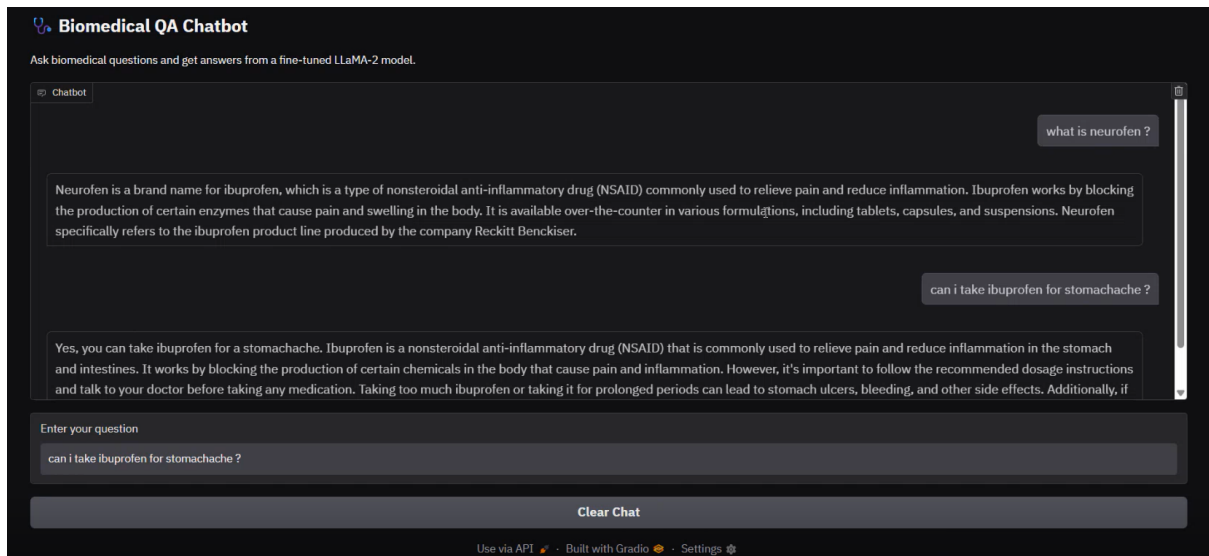 Biomedical QA Chatbot
Ask biomedical questions and get answers from a fine-tuned LLaMA-2 model.
Chatbot
what is neurofen ?
Neurofen is a brand name for ibuprofen, which is a type of nonsteroidal anti-inflammatory drug (NSAID) commonly used to relieve pain and reduce inflammation. Ibuprofen works by blocking
the production of certain enzymes that cause pain and swelling in the body. It is available over-the-counter in various formulations, including tablets, capsules, and suspensions. Neurofen
specifically refers to the ibuprofen product line produced by the company Reckitt Benckiser.
can i take ibuprofen for stomachache ?
Yes, you can take ibuprofen for a stomachache. Ibuprofen is a nonsteroidal anti-inflammatory drug (NSAID) that is commonly used to relieve pain and reduce inflammation in the stomach
and intestines. It works by blocking the production of certain chemicals in the body that cause pain and inflammation. However, it's important to follow the recommended dosage instructions
and talk to your doctor before taking any medication. Taking too much ibuprofen or taking it for prolonged periods can lead to stomach ulcers, bleeding, and other side effects. Additionally, if
Enter your question
can i take ibuprofen for stomachache ?
Clear Chat
Use via API · Built with Gradio · Settings